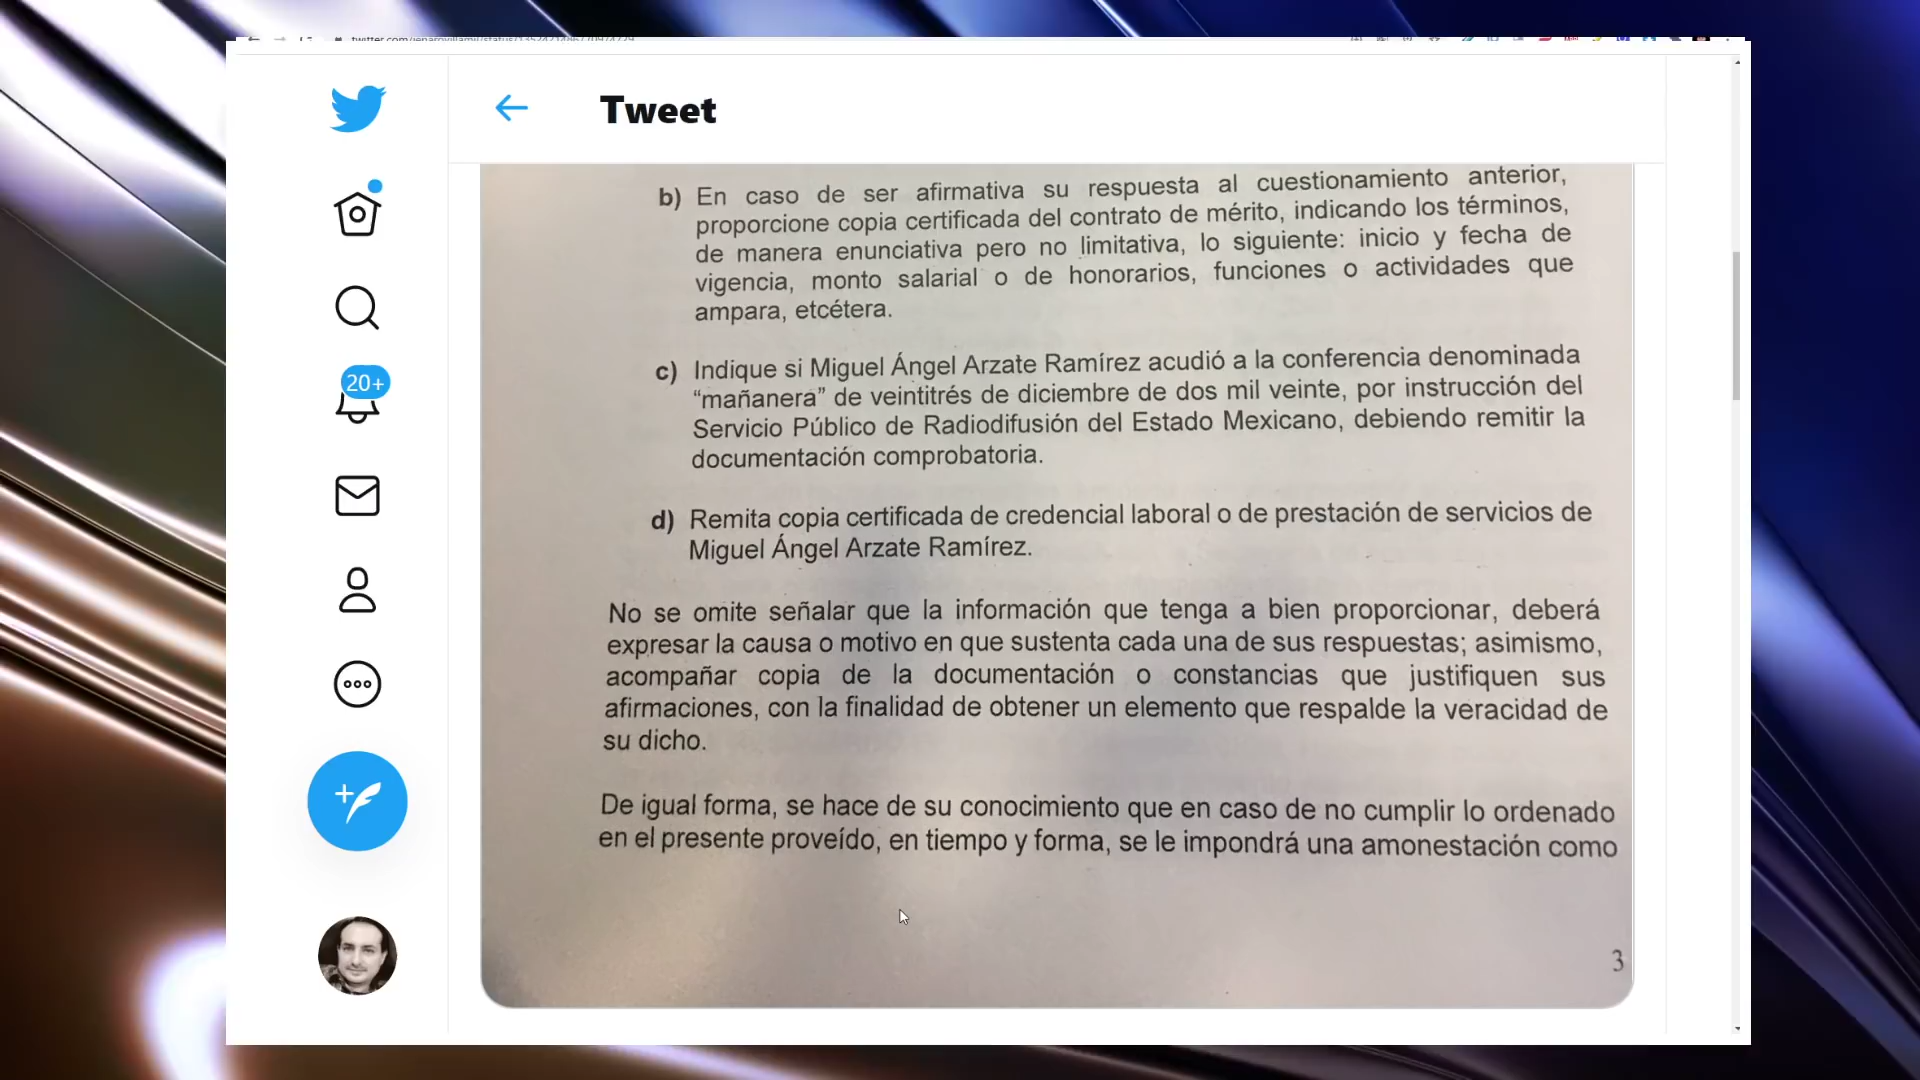 Tweet
b) En caso de ser afirmativa su respuesta al cuestionamiento anterior,
proporcione copia certificada del contrato de mérito, indicando los términos,
de manera enunciativa pero no limitativa, lo siguiente: inicio y fecha de
vigencia, monto salarial o de honorarios, funciones o actividades que
ampara, etcétera.
c) Indique si Miguel Ángel Arzate Ramírez acudió a la conferencia denominada
“mañanera” de veintitrés de diciembre de dos mil veinte, por instrucción del
Servicio Público de Radiodifusión del Estado Mexicano, debiendo remitir la
documentación comprobatoria.
d) Remita copia certificada de credencial laboral o de prestación de servicios de
Miguel Ángel Arzate Ramírez.
No se omite señalar que la información que tenga a bien proporcionar, deberá
expresar la causa o motivo en que sustenta cada una de sus respuestas; asimismo,
acompañar copia de la documentación o constancias que justifiquen sus
afirmaciones, con la finalidad de obtener un elemento que respalde la veracidad de
su dicho.
De igual forma, se hace de su conocimiento que en caso de no cumplir lo ordenado
en el presente proveído, en tiempo y forma, se le impondrá una amonestación como
3
20+